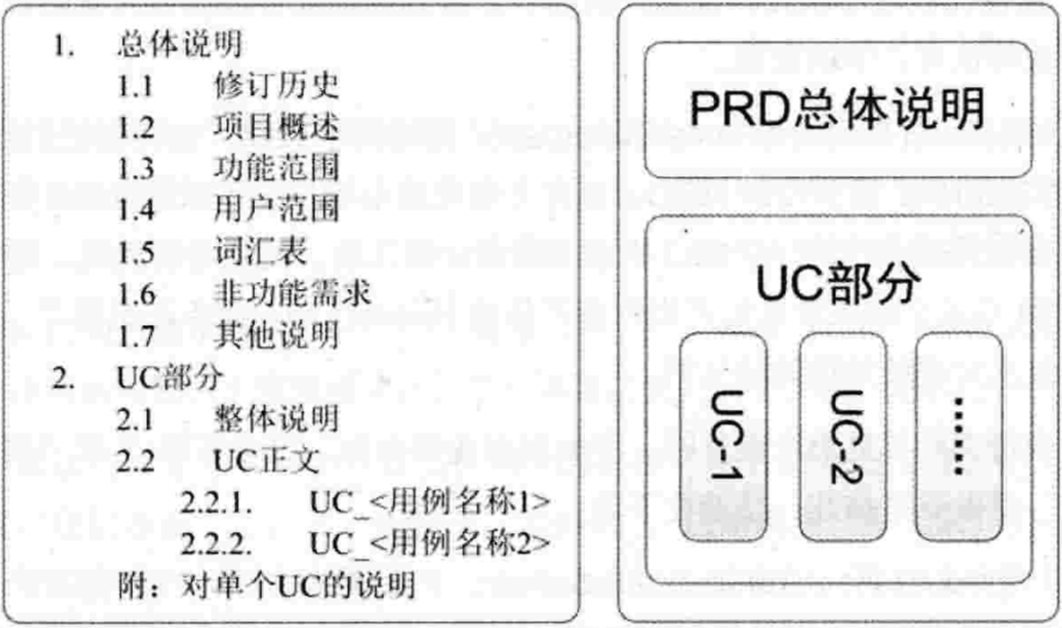 1. 总体说明
1.1 修订历史
1.2 项目概述
1.3 功能范围
1.4 用户范围
1.5 词汇表
1.6 非功能需求
1.7 其他说明
2. UC部分
2.1 整体说明
2.2 UC正文
2.2.1. UC_<用例名称1>
2.2.2. UC_<用例名称2>
附：对单个UC的说明
PRD总体说明
UC部分
UC-1
UC-2
……